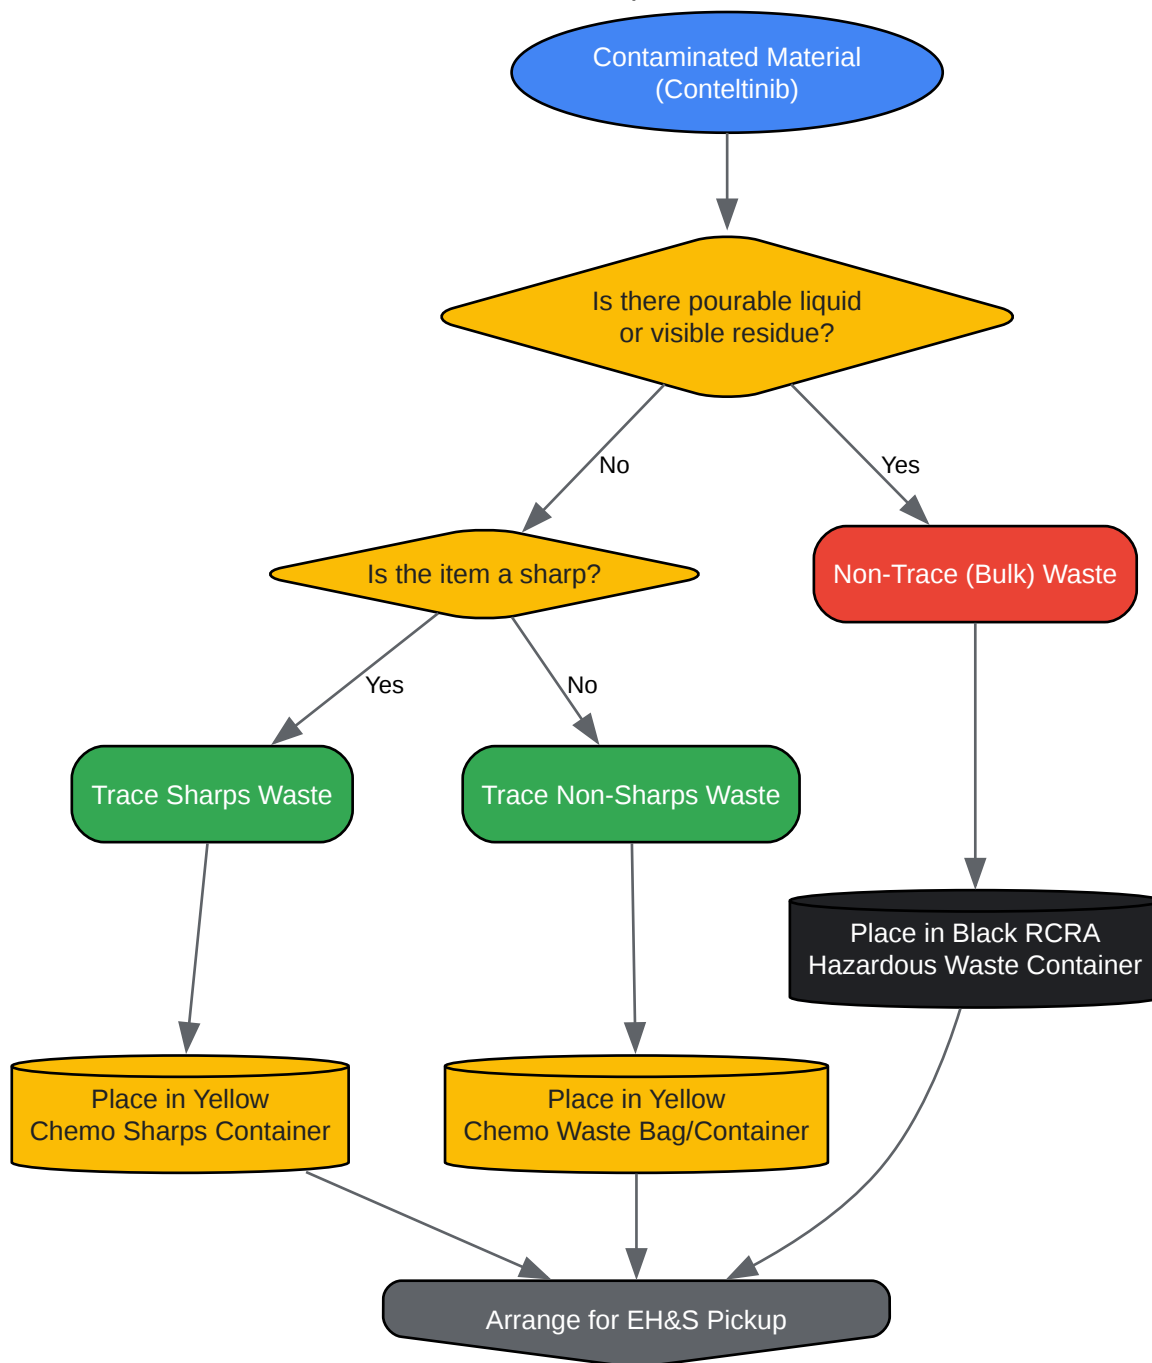 Contaminated Material
(Conteltinib)
Is there pourable liquid
or visible residue?
No
Yes
Is the item a sharp?
Non-Trace (Bulk) Waste
Yes
No
Trace Sharps Waste
Trace Non-Sharps Waste
Place in Black RCRA
Hazardous Waste Container
Place in Yellow
Chemo Sharps Container
Place in Yellow
Chemo Waste Bag/Container
Arrange for EH&S Pickup